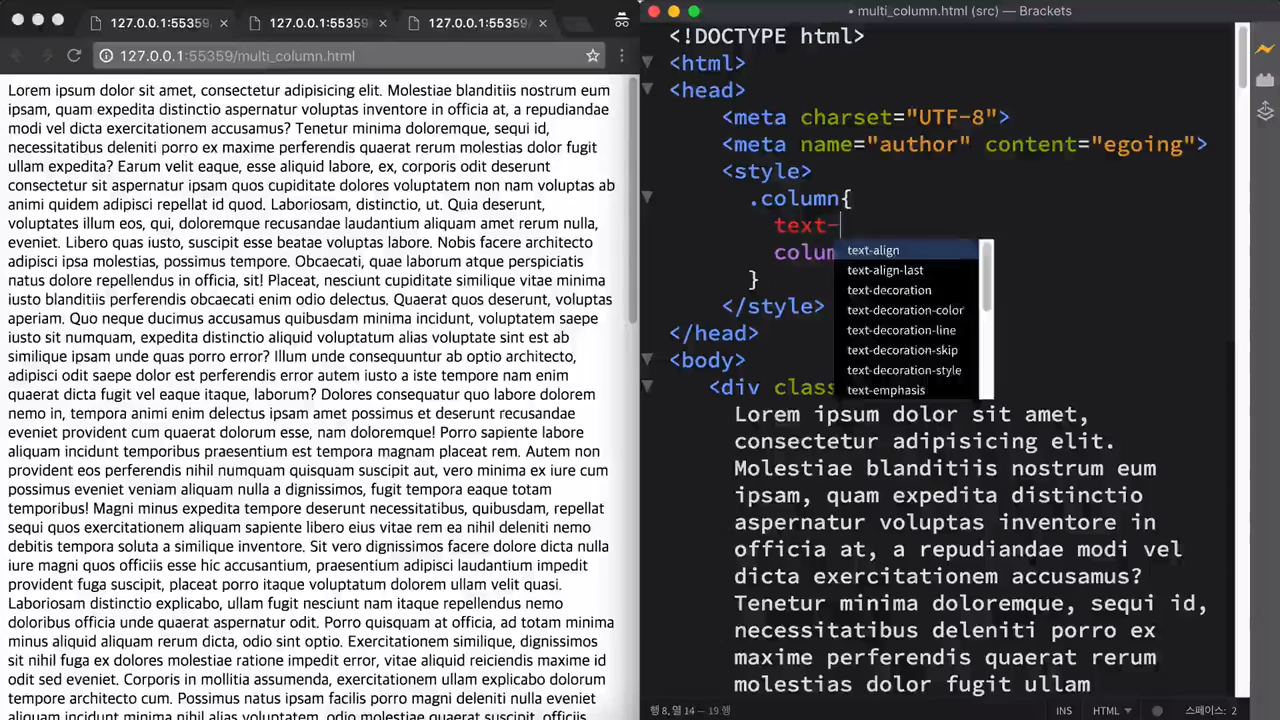 127.0.0.1:55359 ×
127.0.0.1:55359 ×
127.0.0.1:55359 ×
127.0.0.1:55359/multi_column.html
Lorem ipsum dolor sit amet, consectetur adipisicing elit. Molestiae blanditiis nostrum eum
ipsam, quam expedita distinctio aspernatur voluptas inventore in officia at, a repudiandae
modi vel dicta exercitationem accusamus? Tenetur minima doloremque, sequi id,
necessitatibus deleniti porro ex maxime perferendis quaerat rerum molestias dolor fugit
ullam expedita? Earum velit eaque, esse aliquid labore, ex, corporis odit deserunt
consectetur sit aspernatur ipsam quos cupiditate dolores voluptatem non nam voluptas ab
animi quidem adipisci repellat id quod. Laboriosam, distinctio, ut. Quia deserunt,
voluptates illum eos, qui, doloremque recusandae laudantium aliquam amet rerum nulla,
eveniet. Libero quas iusto, suscipit esse beatae voluptas labore. Nobis facere architecto
adipisci ipsa molestias, possimus tempore. Obcaecati, quae laborum atque perspiciatis
natus dolore repellendus in officia, sit! Placeat, nesciunt cupiditate similique vitae minima
iusto blanditiis perferendis obcaecati enim odio delectus. Quaerat quos deserunt, voluptas
aperiam. Quo neque ducimus accusamus quibusdam minima incidunt, voluptatem saepe
iusto sit numquam, expedita distinctio aliquid voluptatum alias voluptate sint est ab
similique ipsam unde quas porro error? Illum unde consequuntur ab optio architecto,
adipisci odit saepe dolor est perferendis error autem iusto a iste tempore nam enim
quaerat dicta fugit vel eaque itaque, laborum? Dolores consequatur quo labore dolorem
nemo in, tempora animi enim delectus ipsam amet possimus et deserunt recusandae
eveniet provident cum quaerat dolorum esse, nam doloremque! Porro sapiente labore
aliquam incidunt temporibus praesentium est tempora magnam placeat rem. Autem non
provident eos perferendis nihil numquam quisquam suscipit aut, vero minima ex iure cum
possimus eveniet veniam aliquam nulla a dignissimos, fugit tempora eaque totam
temporibus! Magni minus expedita tempore deserunt necessitatibus, quibusdam, repellat
sequi quos exercitationem aliquam sapiente libero eius vitae rem ea nihil deleniti nemo
debitis tempora soluta a similique inventore. Sit vero dignissimos facere dolore dicta nulla
iure magni quos officiis esse hic accusantium, praesentium adipisci laudantium impedit
provident fuga suscipit, placeat porro itaque voluptatum dolorem ullam velit quasi.
Laboriosam distinctio explicabo, ullam fugit nesciunt nam itaque repellendus nemo
doloribus officia unde quaerat aspernatur odit. Porro quisquam at officia, ad totam minima
minus aliquid aliquam rerum dicta, odio sint optio. Exercitationem similique, dignissimos
sit nihil fuga ex dolores molestiae ratione impedit error, vitae aliquid reiciendis maxime id
odit sed eveniet. Corporis in mollitia assumenda, exercitationem ullam explicabo dolorum
tempore architecto cum. Possimus natus ipsam facilis porro magni deleniti nemo eveniet
aliquam incidunt minima voluptatem, odio possimus eveniet suscipit, officiis
• multi_column.html (src) — Brackets
<!DOCTYPE html>
<html>
<head>
<meta charset="UTF-8">
<meta name="author" content="egoing">
<style>
.column{
text-
colum
}
</style>
</head>
<body>
<div class
text-align
text-align-last
text-decoration
text-decoration-color
text-decoration-line
text-decoration-skip
text-decoration-style
text-emphasis
Lorem ipsum dolor sit amet,
consectetur adipisicing elit.
Molestiae blanditiis nostrum eum
ipsam, quam expedita distinctio
aspernatur voluptas inventore in
officia at, a repudiandae modi vel
dicta exercitationem accusamus?
Tenetur minima doloremque, sequi id,
necessitatibus deleniti porro ex
maxime perferendis quaerat rerum
molestias dolor fugit ullam
행 8, 열 14 — 19 행
INS HTML 스페이스: 2